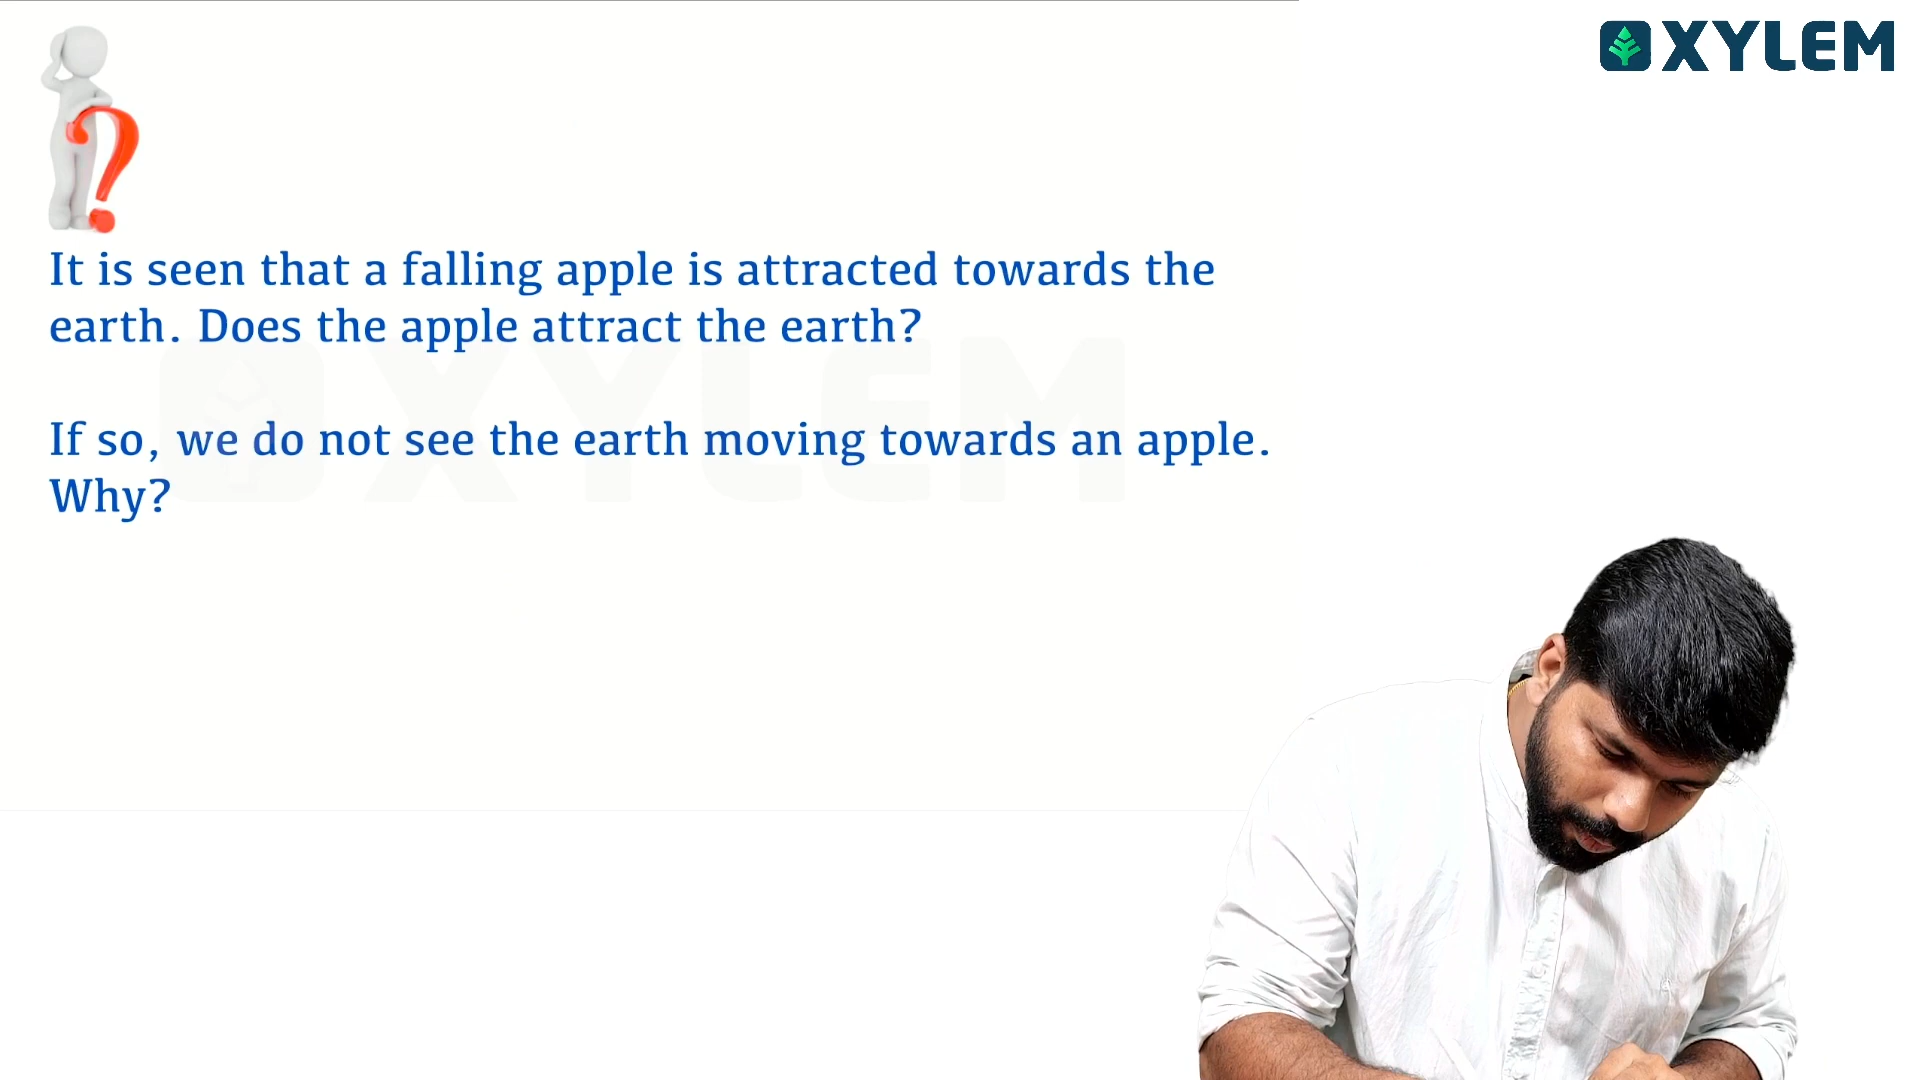 XYLEM
It is seen that a falling apple is attracted towards the
earth. Does the apple attract the earth?
XYLEM
If so, we do not see the earth moving towards an apple.
Why?